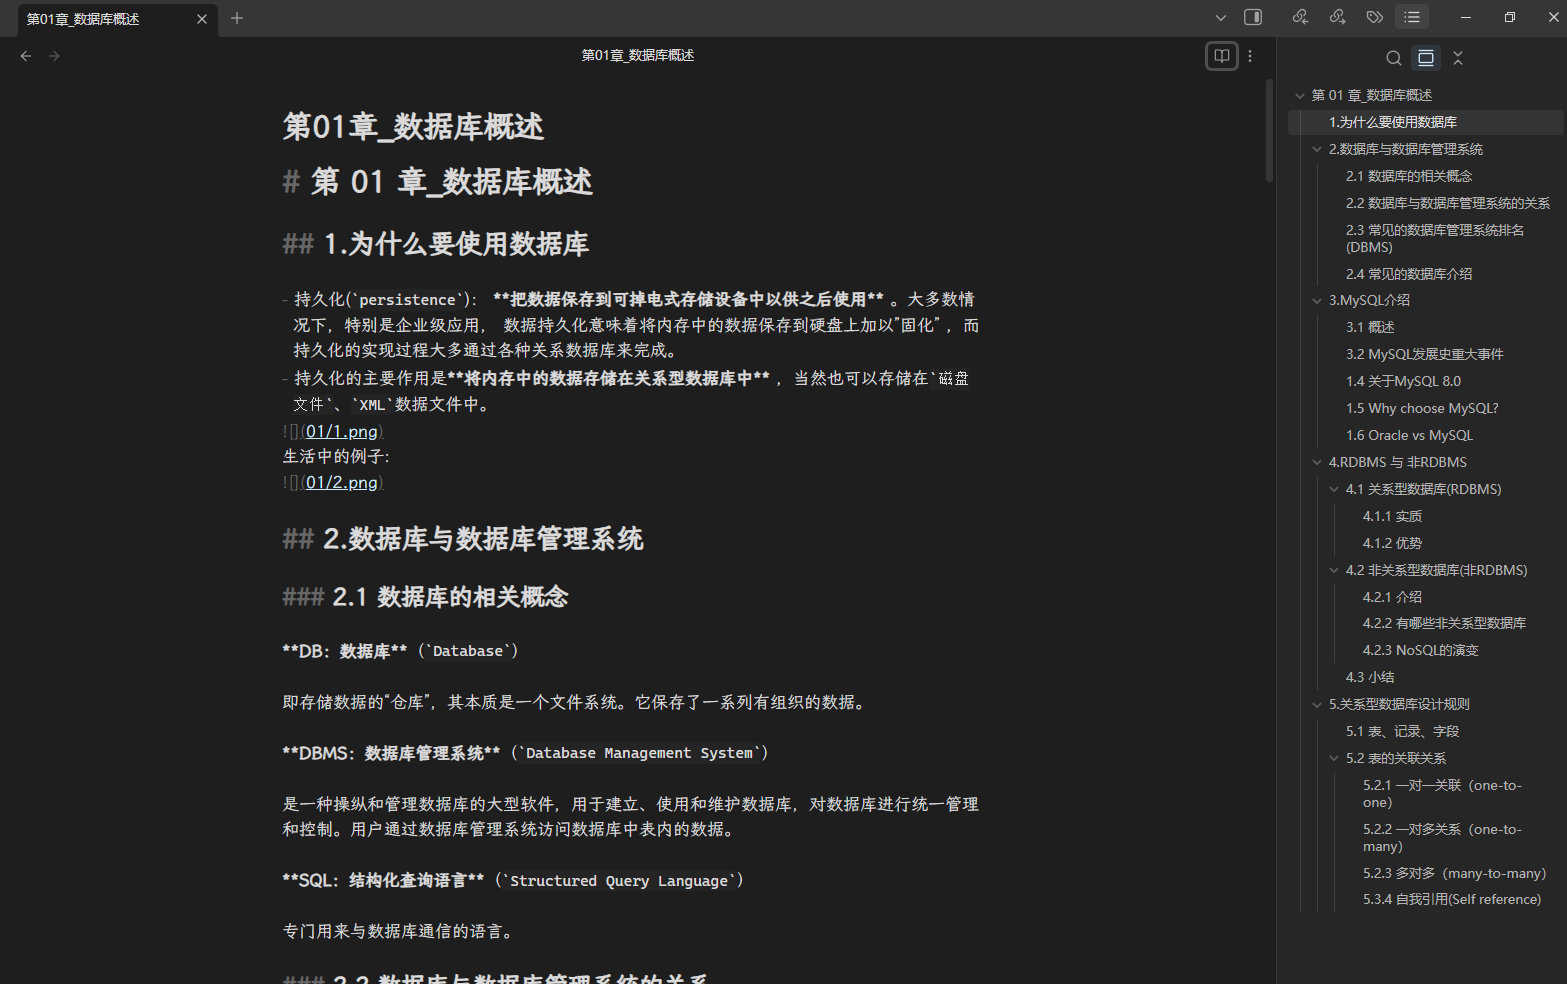 第01章_数据库概述
第01章_数据库概述
第01章_数据库概述
# 第 01 章_数据库概述
## 1.为什么要使用数据库
- 持久化(`persistence`)： **把数据保存到可掉电式存储设备中以供之后使用** 。大多数情
况下，特别是企业级应用， 数据持久化意味着将内存中的数据保存到硬盘上加以”固化” ，而
持久化的实现过程大多通过各种关系数据库来完成。
- 持久化的主要作用是**将内存中的数据存储在关系型数据库中** ，当然也可以存储在`磁盘
文件`、`XML`数据文件中。
![](01/1.png)
生活中的例子：
![](01/2.png)
## 2.数据库与数据库管理系统
### 2.1 数据库的相关概念
**DB：数据库**（`Database`）
即存储数据的“仓库”，其本质是一个文件系统。它保存了一系列有组织的数据。
**DBMS：数据库管理系统**（`Database Management System`）
是一种操纵和管理数据库的大型软件，用于建立、使用和维护数据库，对数据库进行统一管理
和控制。用户通过数据库管理系统访问数据库中表内的数据。
**SQL：结构化查询语言**（`Structured Query Language`）
专门用来与数据库通信的语言。
### 2.2 数据库与数据库管理系统的关系
第 01 章_数据库概述
1.为什么要使用数据库
2.数据库与数据库管理系统
2.1 数据库的相关概念
2.2 数据库与数据库管理系统的关系
2.3 常见的数据库管理系统排名
(DBMS)
2.4 常见的数据库介绍
3.MySQL介绍
3.1 概述
3.2 MySQL发展史重大事件
1.4 关于MySQL 8.0
1.5 Why choose MySQL?
1.6 Oracle vs MySQL
4.RDBMS 与 非RDBMS
4.1 关系型数据库(RDBMS)
4.1.1 实质
4.1.2 优势
4.2 非关系型数据库(非RDBMS)
4.2.1 介绍
4.2.2 有哪些非关系型数据库
4.2.3 NoSQL的演变
4.3 小结
5.关系型数据库设计规则
5.1 表、记录、字段
5.2 表的关联关系
5.2.1 一对一关联（one-to-
one）
5.2.2 一对多关系（one-to-
many）
5.2.3 多对多（many-to-many）
5.3.4 自我引用(Self reference)